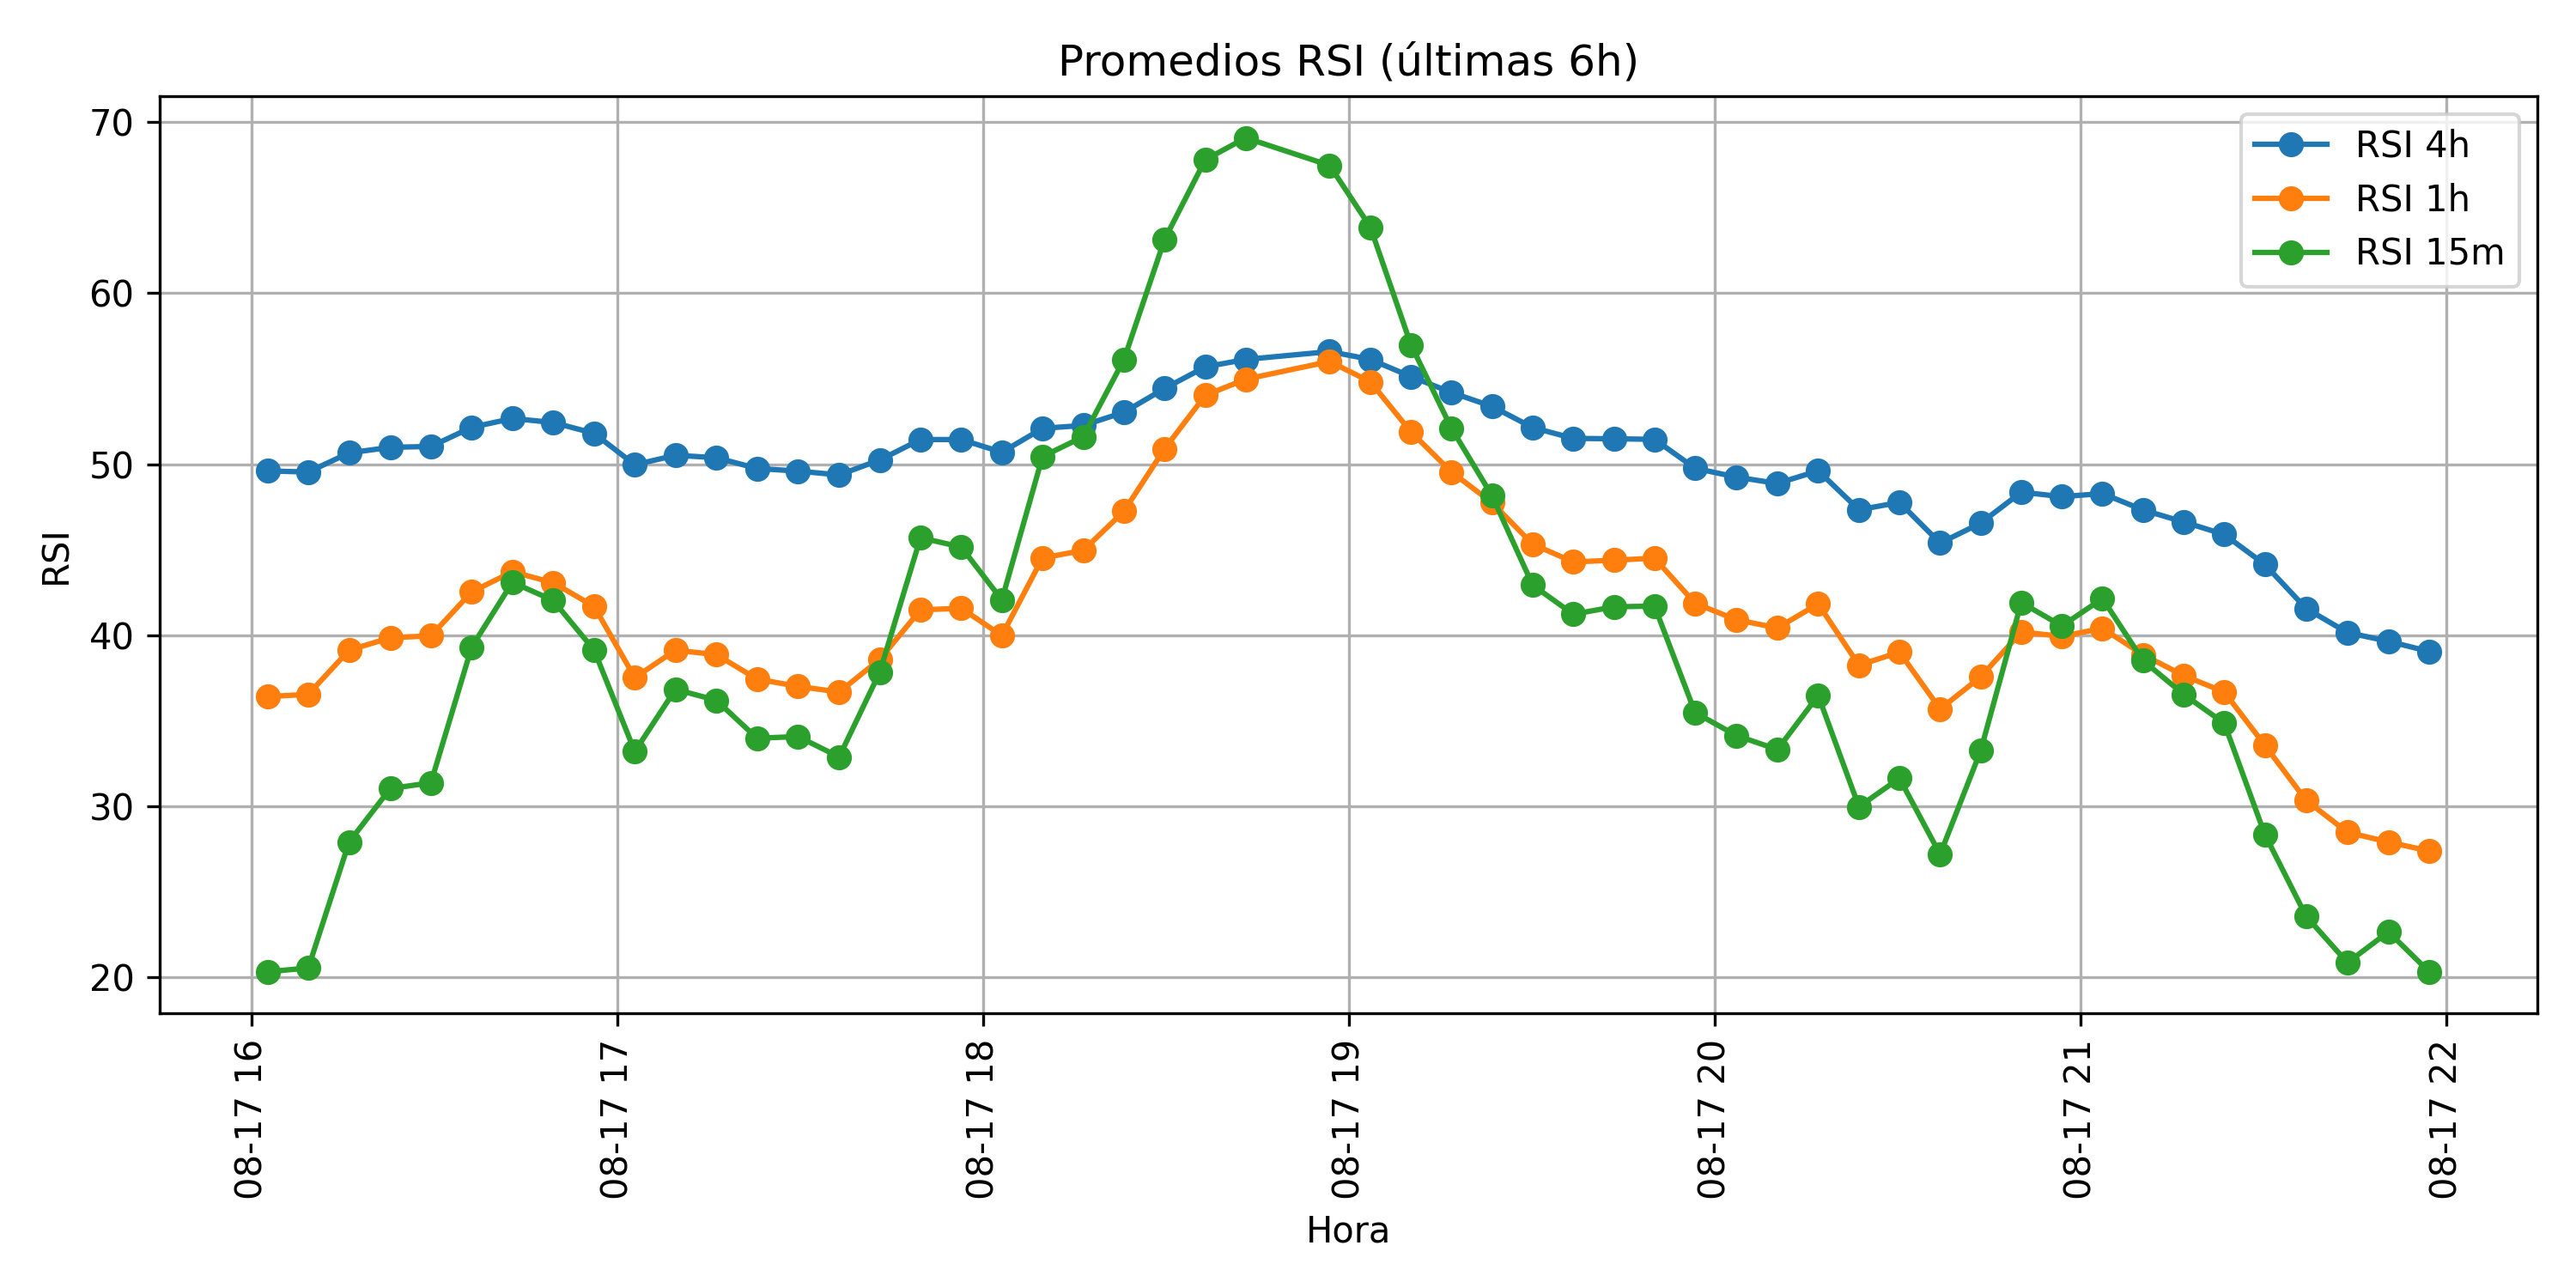 Promedios RSI (últimas 6h)
RSI 4h
RSI 1h
RSI 15m
70
60
50
40
30
20
RSI
08-17 16
08-17 17
08-17 18
08-17 19
08-17 20
08-17 21
08-17 22
Hora